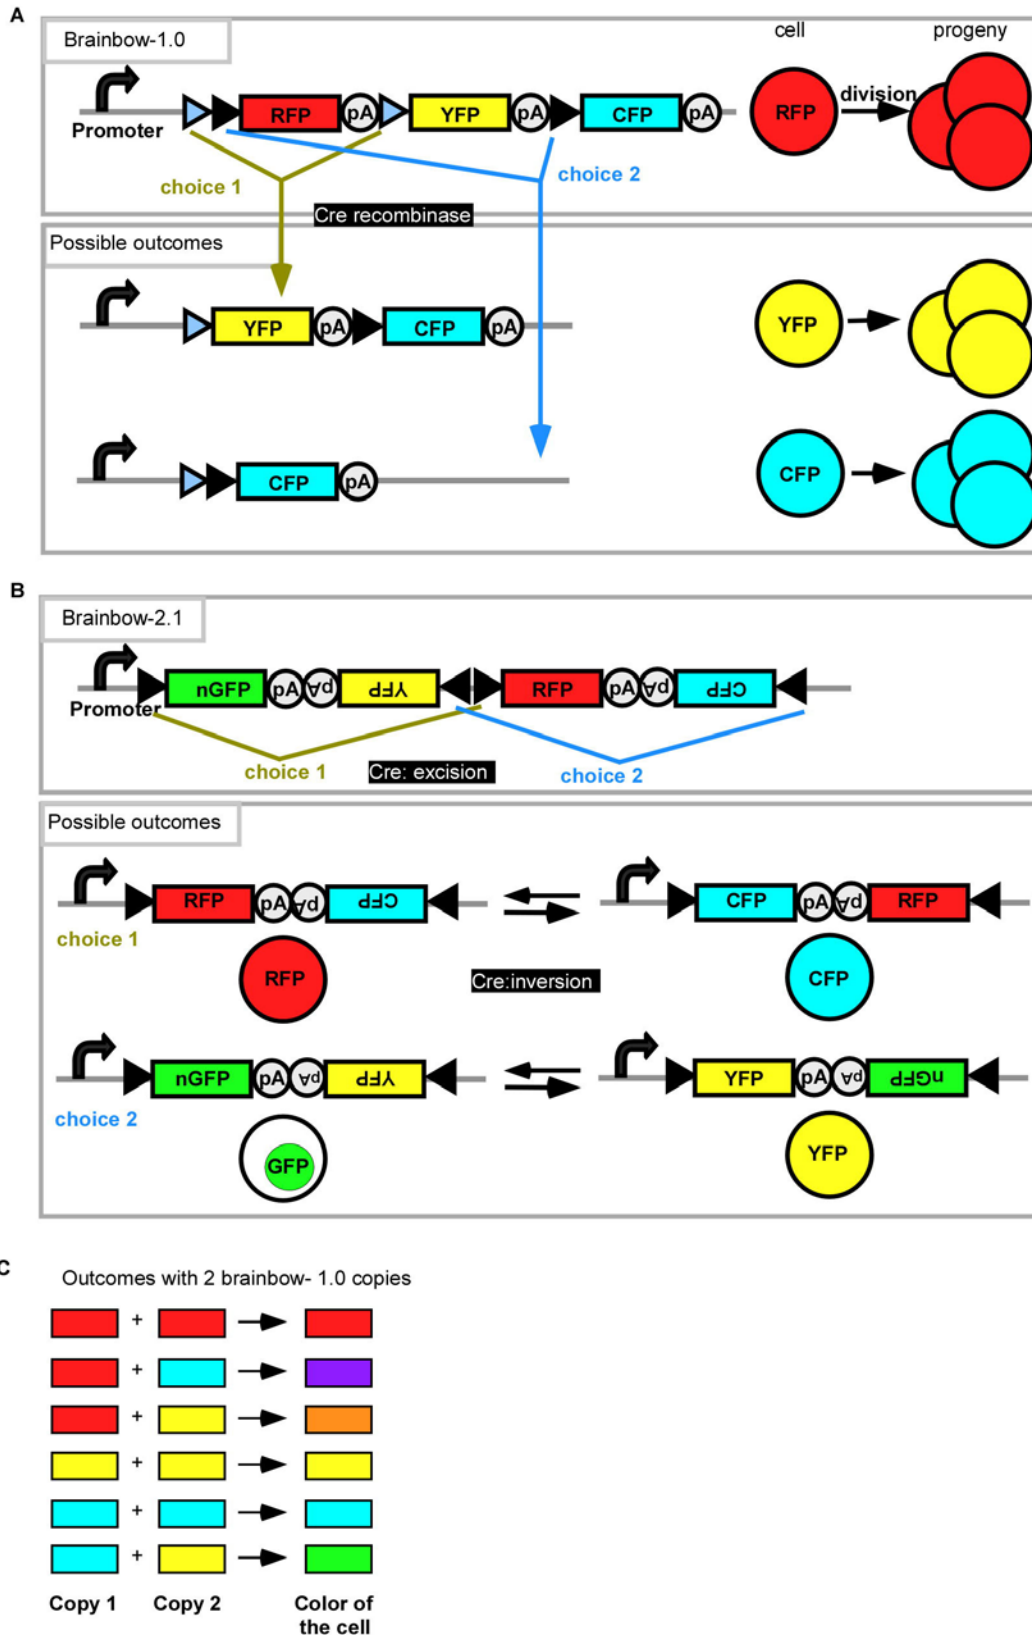 A
Brainbow-1.0
cell
progeny
Promoter
RFP
pA
YFP
pA
CFP
pA
RFP
division
choice 1
choice 2
Cre recombinase
Possible outcomes
YFP
pA
CFP
pA
YFP
CFP
pA
CFP
B
Brainbow-2.1
Promoter
nGFP
pA
pA
YFP
RFP
pA
pA
CFP
choice 1
Cre: excision
choice 2
Possible outcomes
RFP
pA
pA
CFP
CFP
pA
pA
RFP
choice 1
RFP
Cre:inversion
CFP
nGFP
pA
pA
YFP
YFP
pA
pA
nGFP
choice 2
GFP
YFP
C
Outcomes with 2 brainbow- 1.0 copies
+
+
+
+
+
+
Copy 1
Copy 2
Color of
the cell